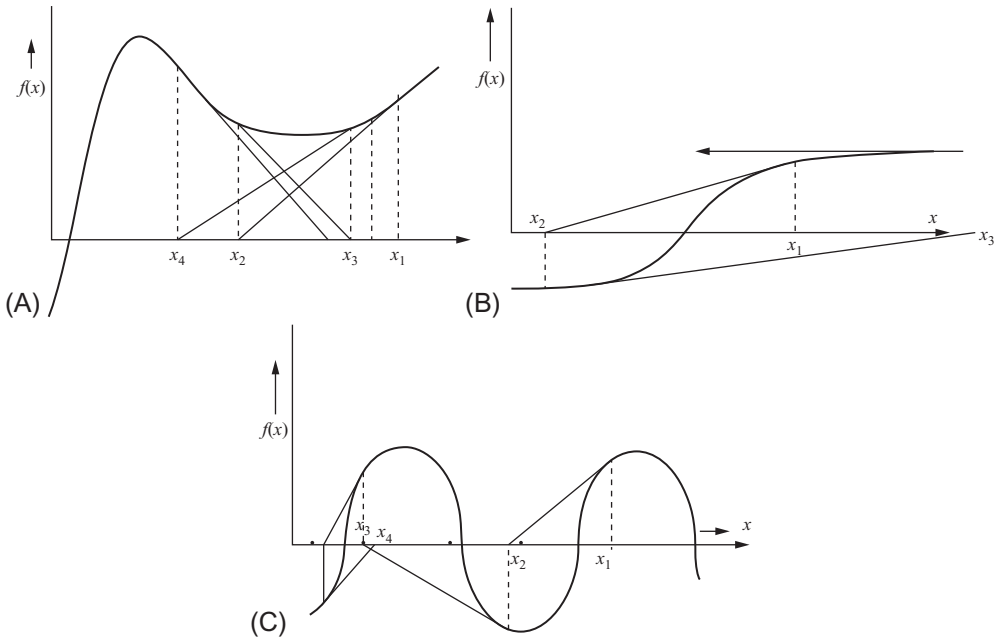 f(x)
x₄ x₂ x₃ x₁
(A)
f(x)
x₂ x
x₁ x₃
(B)
f(x)
x₃ x₄ x
x₂ x₁
(C)